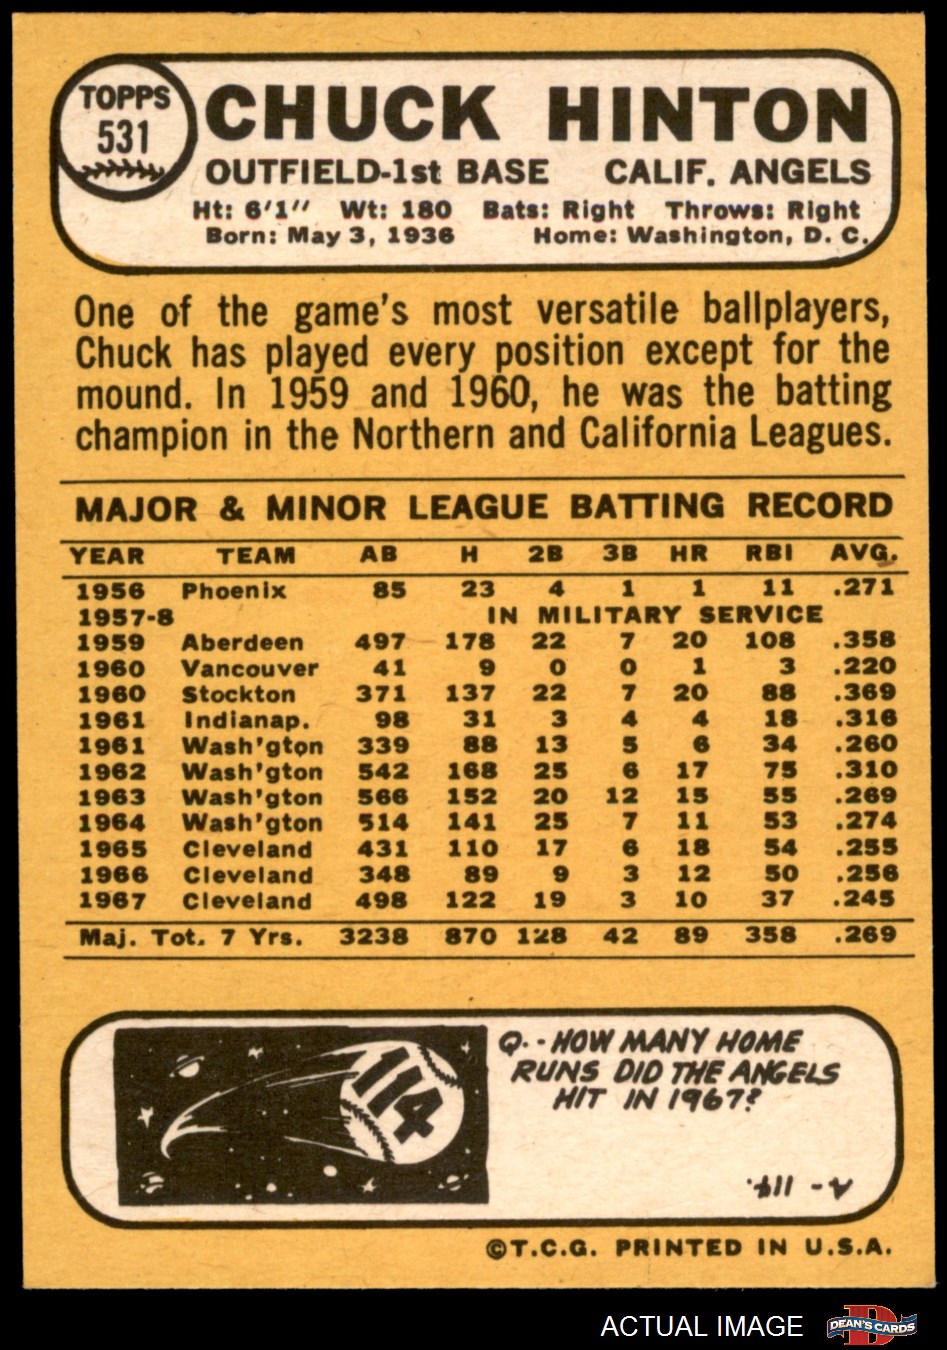 TOPPS
531
CHUCK HINTON
OUTFIELD-1st BASE CALIF. ANGELS
Ht: 6'1" Wt: 180 Bats: Right Throws: Right
Born: May 3, 1936 Home: Washington, D. C.
One of the game's most versatile ballplayers,
Chuck has played every position except for the
mound. In 1959 and 1960, he was the batting
champion in the Northern and California Leagues.
MAJOR & MINOR LEAGUE BATTING RECORD
YEAR TEAM AB H 2B 3B HR RBI AVG.
1956 Phoenix 85 23 4 1 1 11 .271
1957-8 IN MILITARY SERVICE
1959 Aberdeen 497 178 22 7 20 108 .358
1960 Vancouver 41 9 0 0 1 3 .220
1960 Stockton 371 137 22 7 20 88 .369
1961 Indianap. 98 31 3 4 4 18 .316
1961 Wash'gton 339 88 13 5 6 34 .260
1962 Wash'gton 542 168 25 6 17 75 .310
1963 Wash'gton 566 152 20 12 15 55 .269
1964 Wash'gton 514 141 25 7 11 53 .274
1965 Cleveland 431 110 17 6 18 54 .255
1966 Cleveland 348 89 9 3 12 50 .256
1967 Cleveland 498 122 19 3 10 37 .245
Maj. Tot. 7 Yrs. 3238 870 128 42 89 358 .269
114
Q.-HOW MANY HOME
RUNS DID THE ANGELS
HIT IN 1967?
A- 114.
©T.C.G. PRINTED IN U.S.A.
ACTUAL IMAGE
D
DEAN'S CARDS